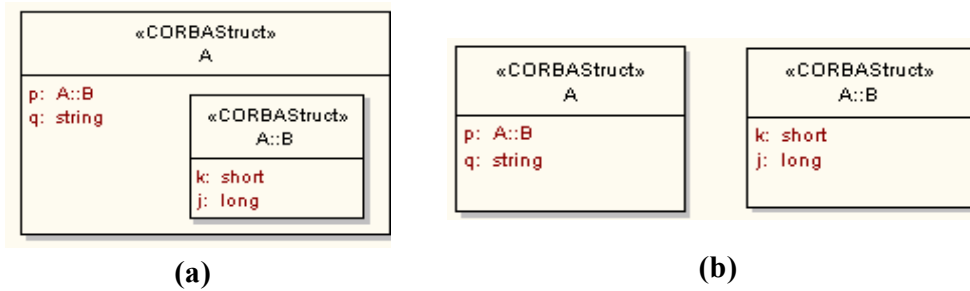 «CORBAStruct»
A
p: A::B
q: string
«CORBAStruct»
A::B
k: short
j: long
(a)
«CORBAStruct»
A
p: A::B
q: string
«CORBAStruct»
A::B
k: short
j: long
(b)